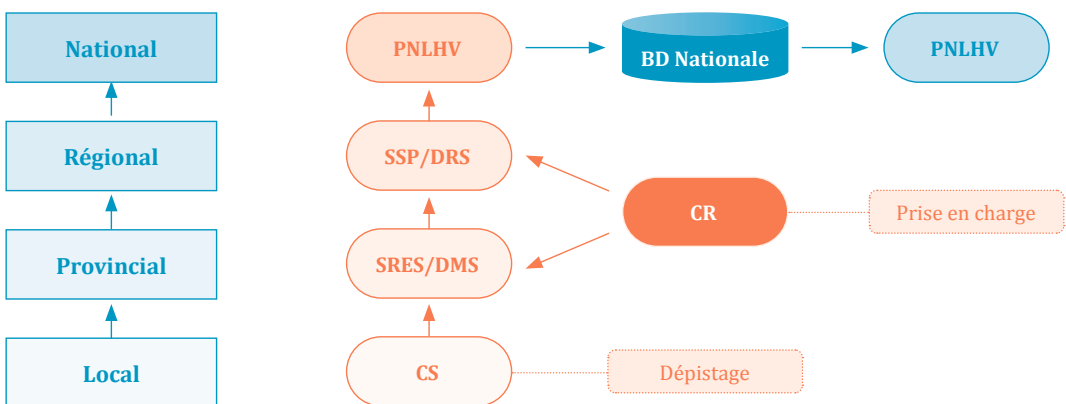 National
PNLHV
BD Nationale
PNLHV
Régional
SSP/DRS
CR
Prise en charge
Provincial
SRES/DMS
Local
CS
Dépistage